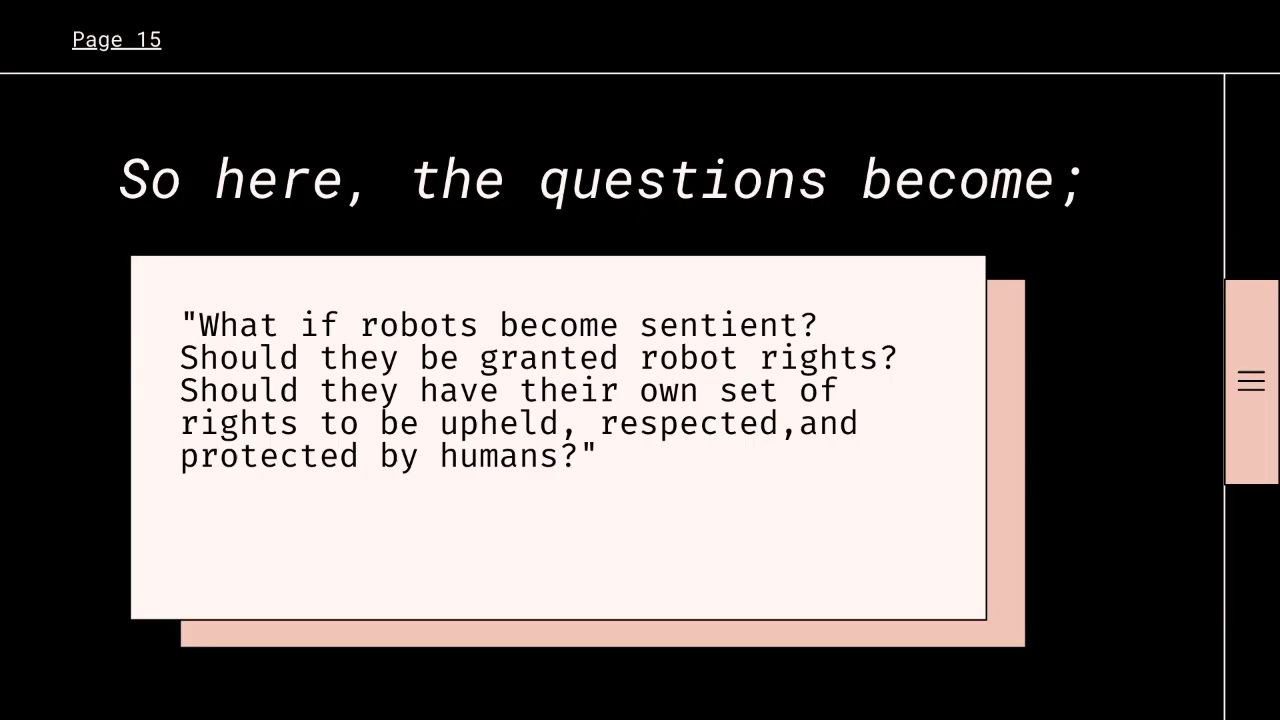 Page 15
So here, the questions become;
"What if robots become sentient?
Should they be granted robot rights?
Should they have their own set of
rights to be upheld, respected,and
protected by humans?"